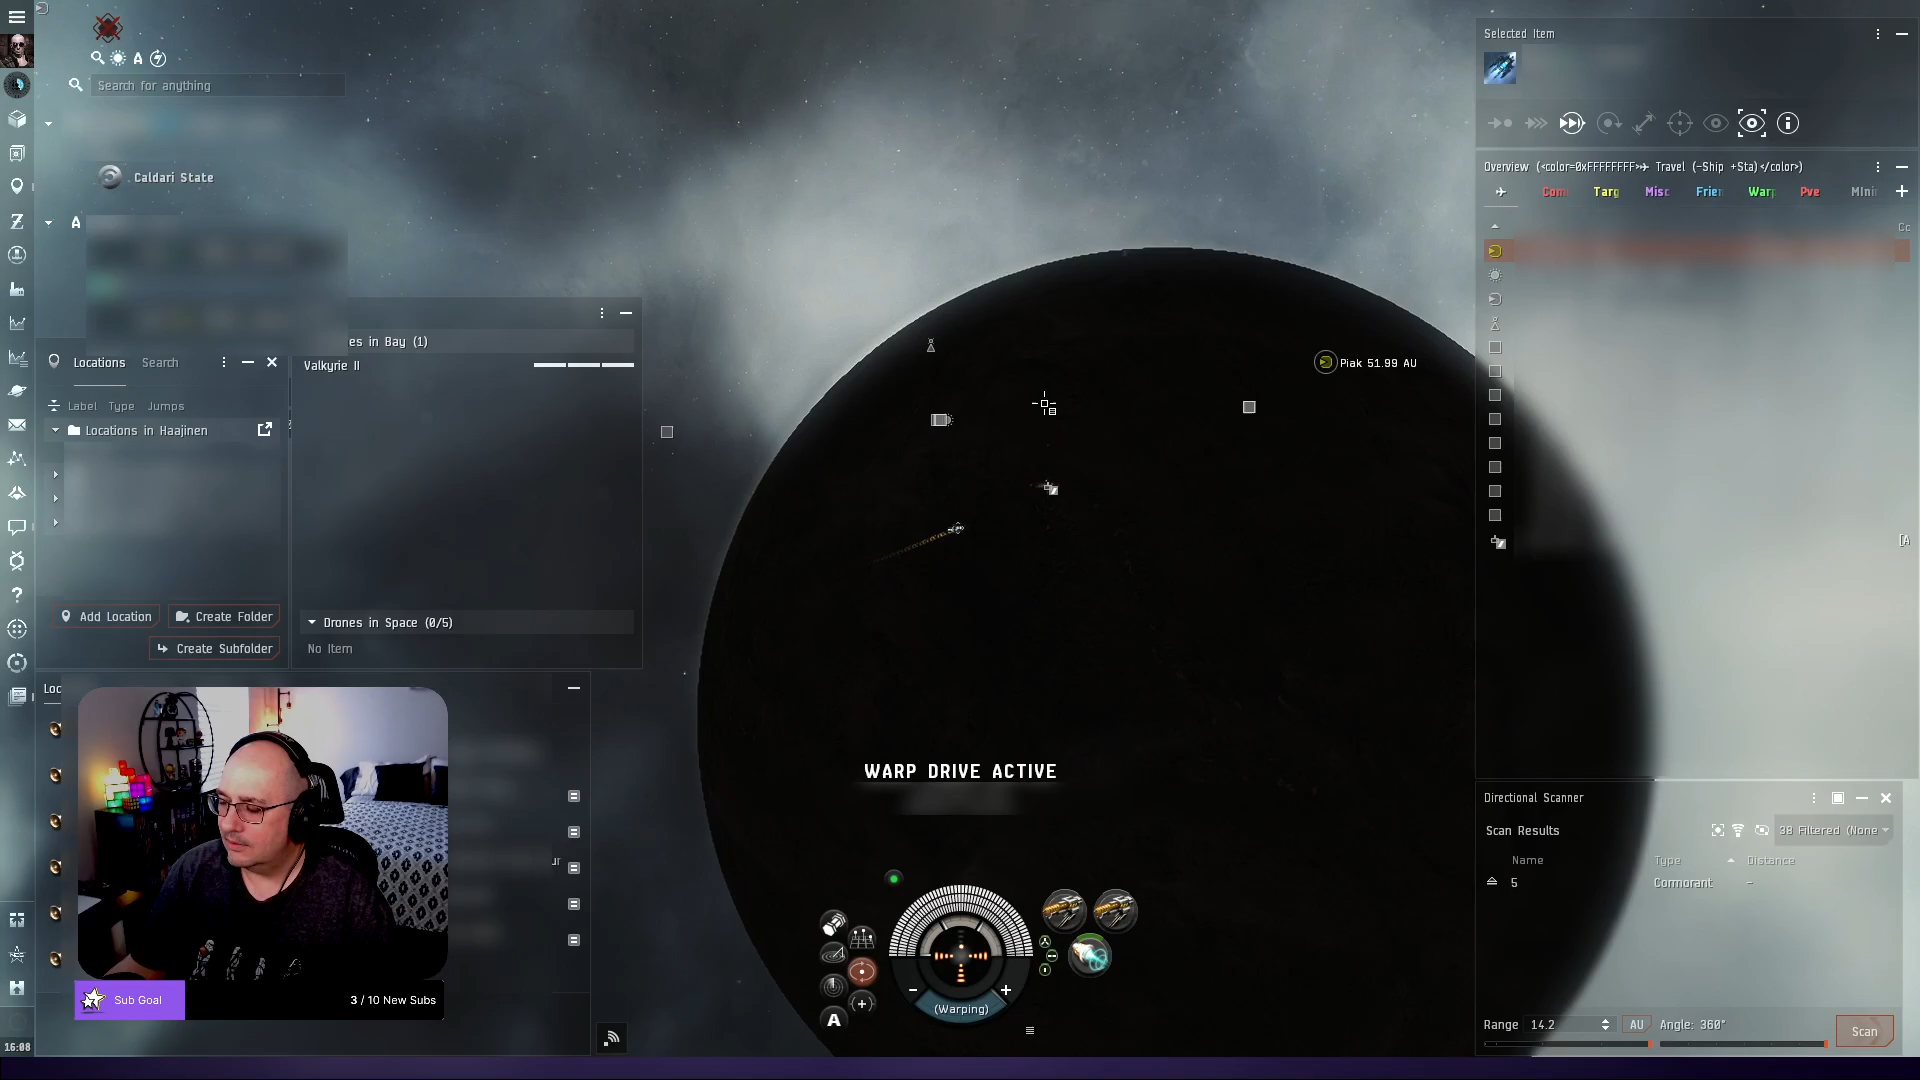 Search for anything
Caldari State
A
es in Bay (1)
Valkyrie II
Locations
Search
Label
Type
Jumps
Locations in Haajinen
Add Location
Create Folder
Create Subfolder
Drones in Space (0/5)
No Item
Loc
Sub Goal
3 / 10 New Subs
16:08
Piak 51.99 AU
WARP DRIVE ACTIVE
(Warping)
A
Selected Item
Overview (<color=0xFFFFFFFF>✈ Travel (-Ship +Sta)</color>)
Com
Targ
Misc
Frie
Warp
Pve
Mini
Cc
[A
Directional Scanner
Scan Results
38 Filtered (None
Name
Type
Distance
5
Cormorant
–
Range
14.2
AU
Angle: 360°
Scan